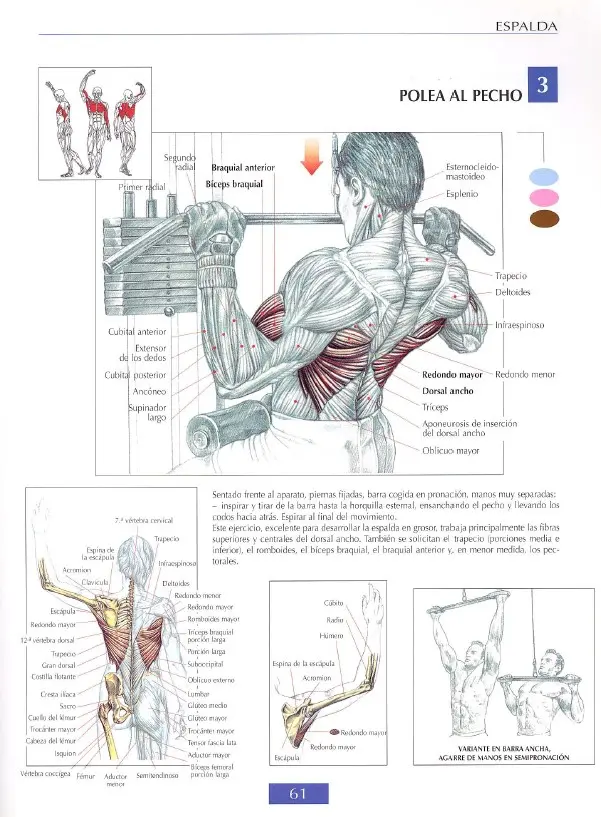 ESPALDA
POLEA AL PECHO
3
Segundo
radial
Primer radial
Braquial anterior
Bíceps braquial
Esternocleido-
mastoideo
Esplenio
Trapecio
Deltoides
Infraespinoso
Cubital anterior
Extensor
de los dedos
Cubital posterior
Ancóneo
Supinador
largo
Redondo mayor
Redondo menor
Dorsal ancho
Tríceps
Aponeurosis de inserción
del dorsal ancho
Oblicuo mayor
Sentado frente al aparato, piernas fijadas, barra cogida en pronación, manos muy separadas:
– inspirar y tirar de la barra hasta la horquilla esternal, ensanchando el pecho y llevando los
codos hacia atrás. Espirar al final del movimiento.
Este ejercicio, excelente para desarrollar la espalda en grosor, trabaja principalmente las fibras
superiores y centrales del dorsal ancho. También se solicitan el trapecio (porciones media e
inferior), el romboides, el bíceps braquial, el braquial anterior y, en menor medida, los pec-
torales.
7.ª vértebra cervical
Trapecio
Espina de
la escápula
Infraespinoso
Acromion
Clavícula
Deltoides
Redondo menor
Escápula
Redondo mayor
Redondo mayor
Romboides mayor
12.ª vértebra dorsal
Tríceps braquial
porción larga
Trapecio
Porción larga
Gran dorsal
Suboccipital
Costilla flotante
Oblicuo externo
Cresta ilíaca
Lumbar
Sacro
Glúteo medio
Cuello del fémur
Glúteo mayor
Trocánter mayor
Trocánter mayor
Cabeza del fémur
Tensor fascia lata
Isquion
Aductor mayor
Bíceps femoral
porción larga
Vértebra coccígea
Fémur
Aductor
menor
Semitendinoso
Cúbito
Radio
Húmero
Espina de la escápula
Acromion
Redondo mayor
Redondo mayor
Escápula
VARIANTE EN BARRA ANCHA,
AGARRE DE MANOS EN SEMIPRONACIÓN
61